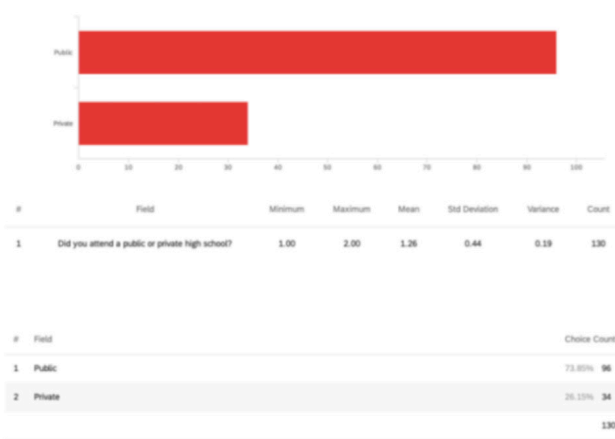 Public
Private
0 10 20 30 40 50 60 70 80 90 100
# Field Minimum Maximum Mean Std Deviation Variance Count
1 Did you attend a public or private high school? 1.00 2.00 1.26 0.44 0.19 130
# Field Choice Count
1 Public 73.85% 96
2 Private 26.15% 34
130